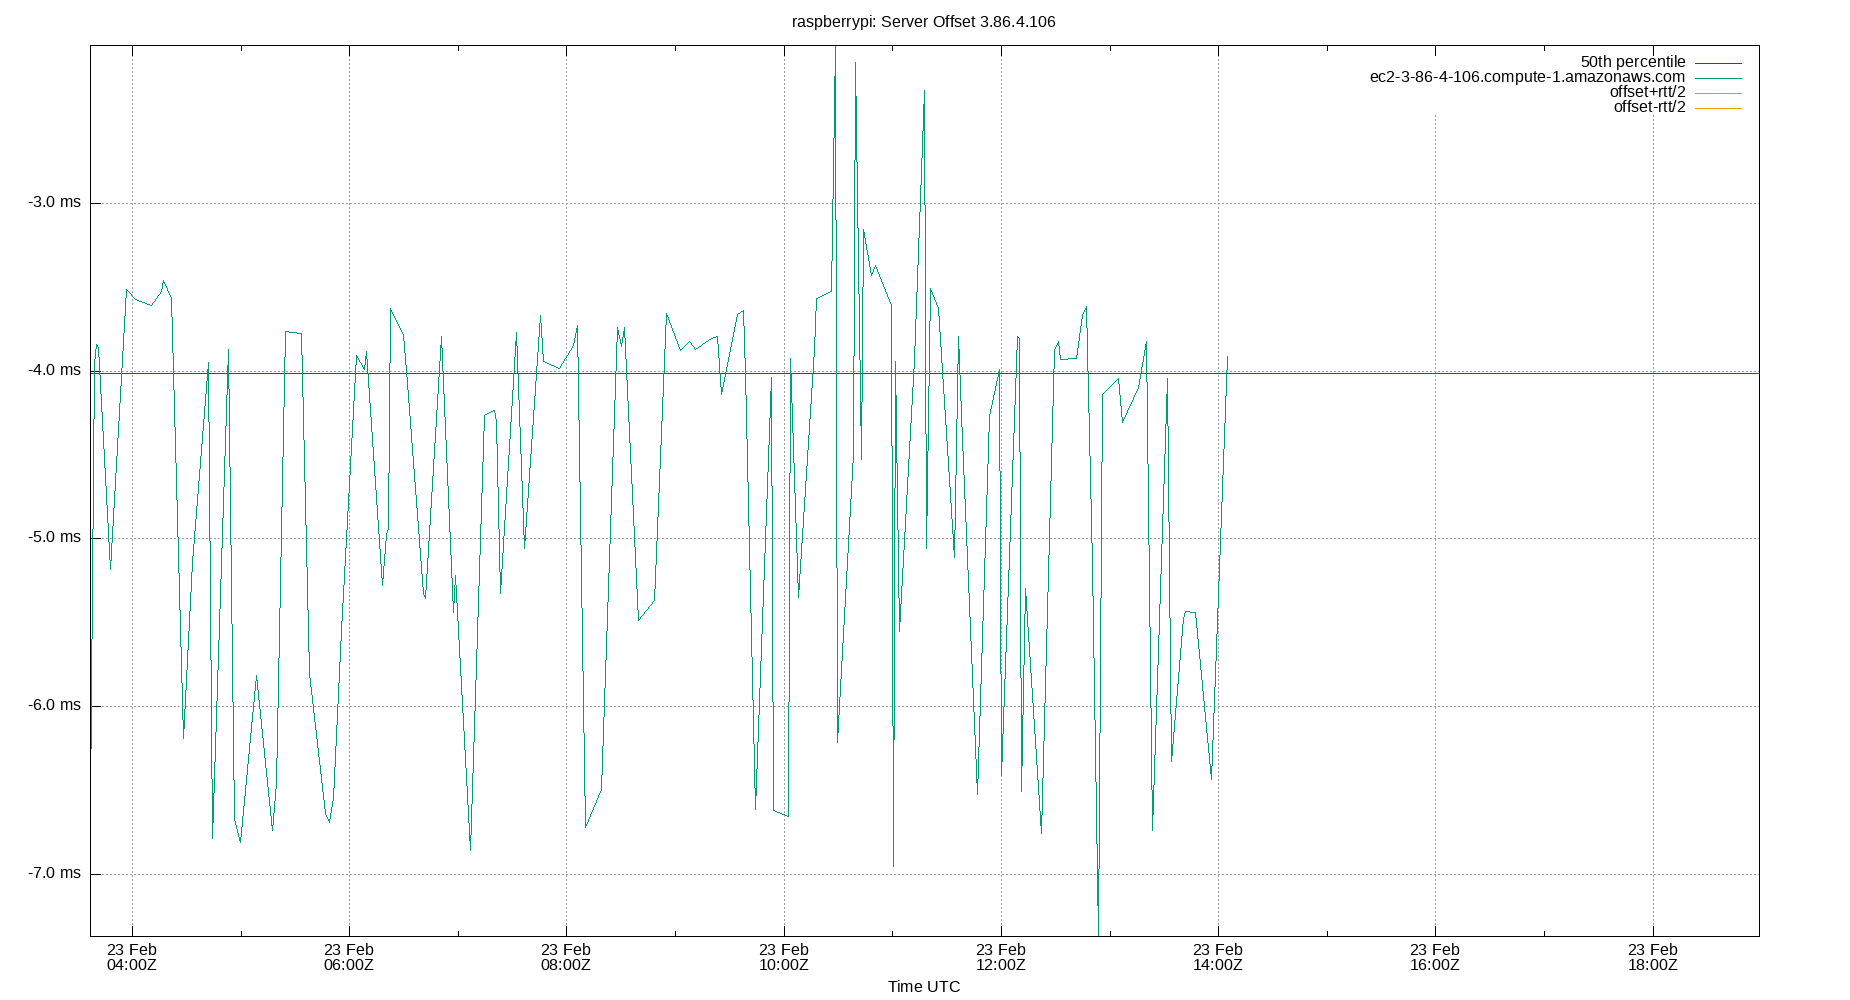 raspberrypi: Server Offset 3.86.4.106
50th percentile
ec2-3-86-4-106.compute-1.amazonaws.com
offset+rtt/2
offset-rtt/2
-3.0 ms
-4.0 ms
-5.0 ms
-6.0 ms
-7.0 ms
23 Feb 23 Feb 23 Feb 23 Feb 23 Feb 23 Feb 23 Feb 23 Feb
04:00Z 06:00Z 08:00Z 10:00Z 12:00Z 14:00Z 16:00Z 18:00Z
Time UTC